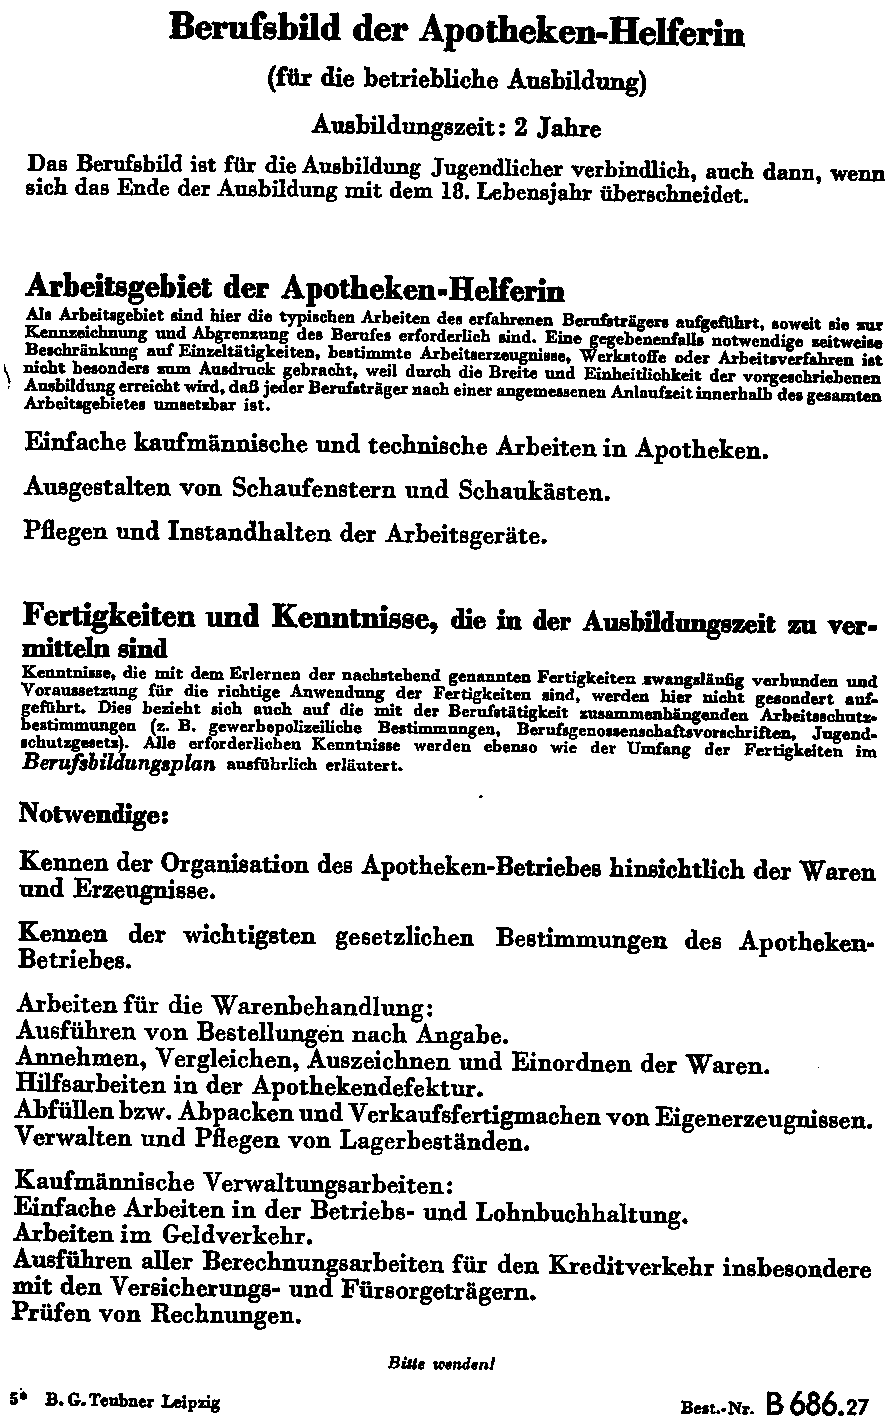 Berufsbild der Apotheken-Helferin
(für die betriebliche Ausbildung)
Ausbildungszeit: 2 Jahre
Das Berufsbild ist für die Ausbildung Jugendlicher verbindlich, auch dann, wenn
sich das Ende der Ausbildung mit dem 18. Lebensjahr überschneidet.
Arbeitsgebiet der Apotheken-Helferin
Als Arbeitsgebiet sind hier die typischen Arbeiten des erfahrenen Berufsträgers aufgeführt, soweit sie zur
Kennzeichnung und Abgrenzung des Berufes erforderlich sind. Eine gegebenenfalls notwendige zeitweise
Beschränkung auf Einzeltätigkeiten, bestimmte Arbeitserzeugnisse, Werkstoffe oder Arbeitsverfahren ist
nicht besonders zum Ausdruck gebracht, weil durch die Breite und Einheitlichkeit der vorgeschriebenen
Ausbildung erreicht wird, daß jeder Berufsträger nach einer angemessenen Anlaufzeit innerhalb des gesamten
Arbeitsgebietes umsetzbar ist.
Einfache kaufmännische und technische Arbeiten in Apotheken.
Ausgestalten von Schaufenstern und Schaukästen.
Pflegen und Instandhalten der Arbeitsgeräte.
Fertigkeiten und Kenntnisse, die in der Ausbildungszeit zu ver-
mitteln sind
Kenntnisse, die mit dem Erlernen der nachstehend genannten Fertigkeiten zwangsläufig verbunden und
Voraussetzung für die richtige Anwendung der Fertigkeiten sind, werden hier nicht gesondert auf-
geführt. Dies bezieht sich auch auf die mit der Berufstätigkeit zusammenhängenden Arbeitsschutz-
bestimmungen (z. B. gewerbepolizeiliche Bestimmungen, Berufsgenossenschaftsvorschriften, Jugend-
schutzgesetz). Alle erforderlichen Kenntnisse werden ebenso wie der Umfang der Fertigkeiten im
Berufsbildungsplan ausführlich erläutert.
Notwendige:
Kennen der Organisation des Apotheken-Betriebes hinsichtlich der Waren
und Erzeugnisse.
Kennen der wichtigsten gesetzlichen Bestimmungen des Apotheken-
Betriebes.
Arbeiten für die Warenbehandlung:
Ausführen von Bestellungen nach Angabe.
Annehmen, Vergleichen, Auszeichnen und Einordnen der Waren.
Hilfsarbeiten in der Apothekendefektur.
Abfüllen bzw. Abpacken und Verkaufsfertigmachen von Eigenerzeugnissen.
Verwalten und Pflegen von Lagerbeständen.
Kaufmännische Verwaltungsarbeiten:
Einfache Arbeiten in der Betriebs- und Lohnbuchhaltung.
Arbeiten im Geldverkehr.
Ausführen aller Berechnungsarbeiten für den Kreditverkehr insbesondere
mit den Versicherungs- und Fürsorgeträgern.
Prüfen von Rechnungen.
Bitte wenden!
5* B. G. Teubner Leipzig
Best.-Nr. B 686.27